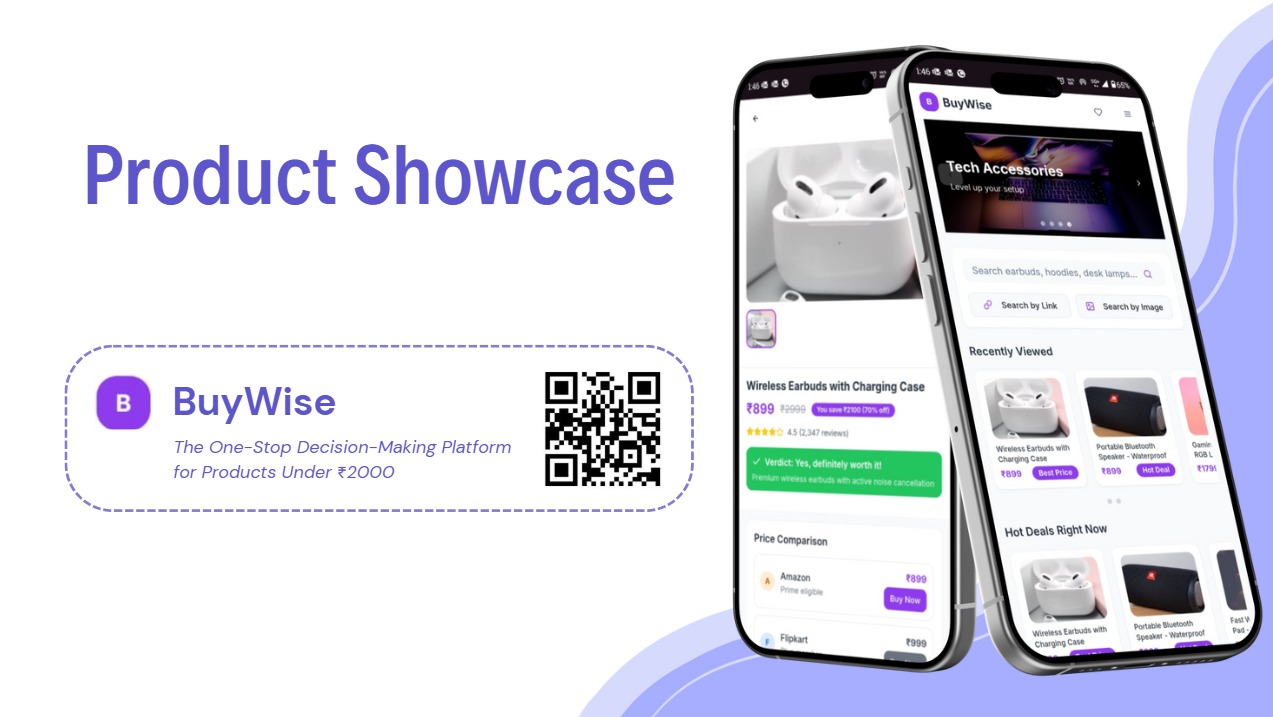 Product Showcase
B
BuyWise
The One-Stop Decision-Making Platform
for Products Under ₹2000
1:46
Wireless Earbuds with Charging Case
₹899 ₹2999 You save ₹2100 (70% off)
4.5 (2,347 reviews)
Verdict: Yes, definitely worth it!
Premium wireless earbuds with active noise cancellation
Price Comparison
A Amazon ₹899
Prime eligible
Buy Now
F Flipkart ₹999
1:46 65%
B BuyWise
Tech Accessories
Level up your setup
Search earbuds, hoodies, desk lamps...
Search by Link Search by Image
Recently Viewed
Wireless Earbuds with
Charging Case
₹899 Best Price
Portable Bluetooth
Speaker - Waterproof
₹899 Hot Deal
RGB L
Hot Deals Right Now
Wireless Earbuds with
Charging Case
Portable Bluetooth
Speaker - Waterproof
Fast W
Pad -